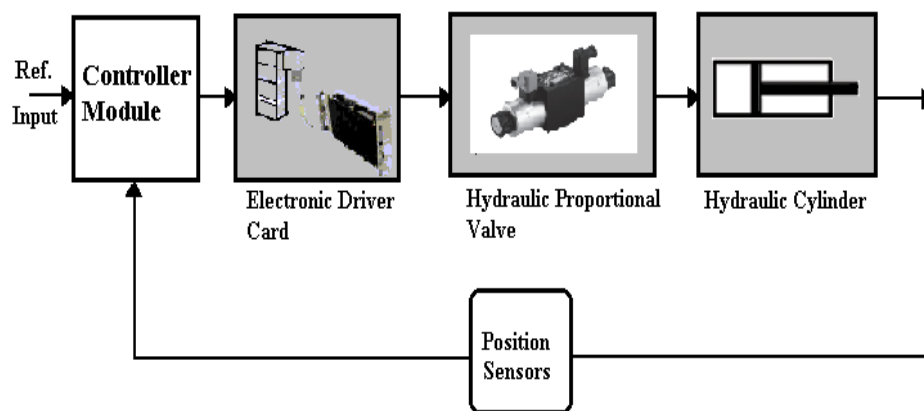 Ref.
Input
Controller
Module
Electronic Driver
Card
Hydraulic Proportional
Valve
Hydraulic Cylinder
Position
Sensors